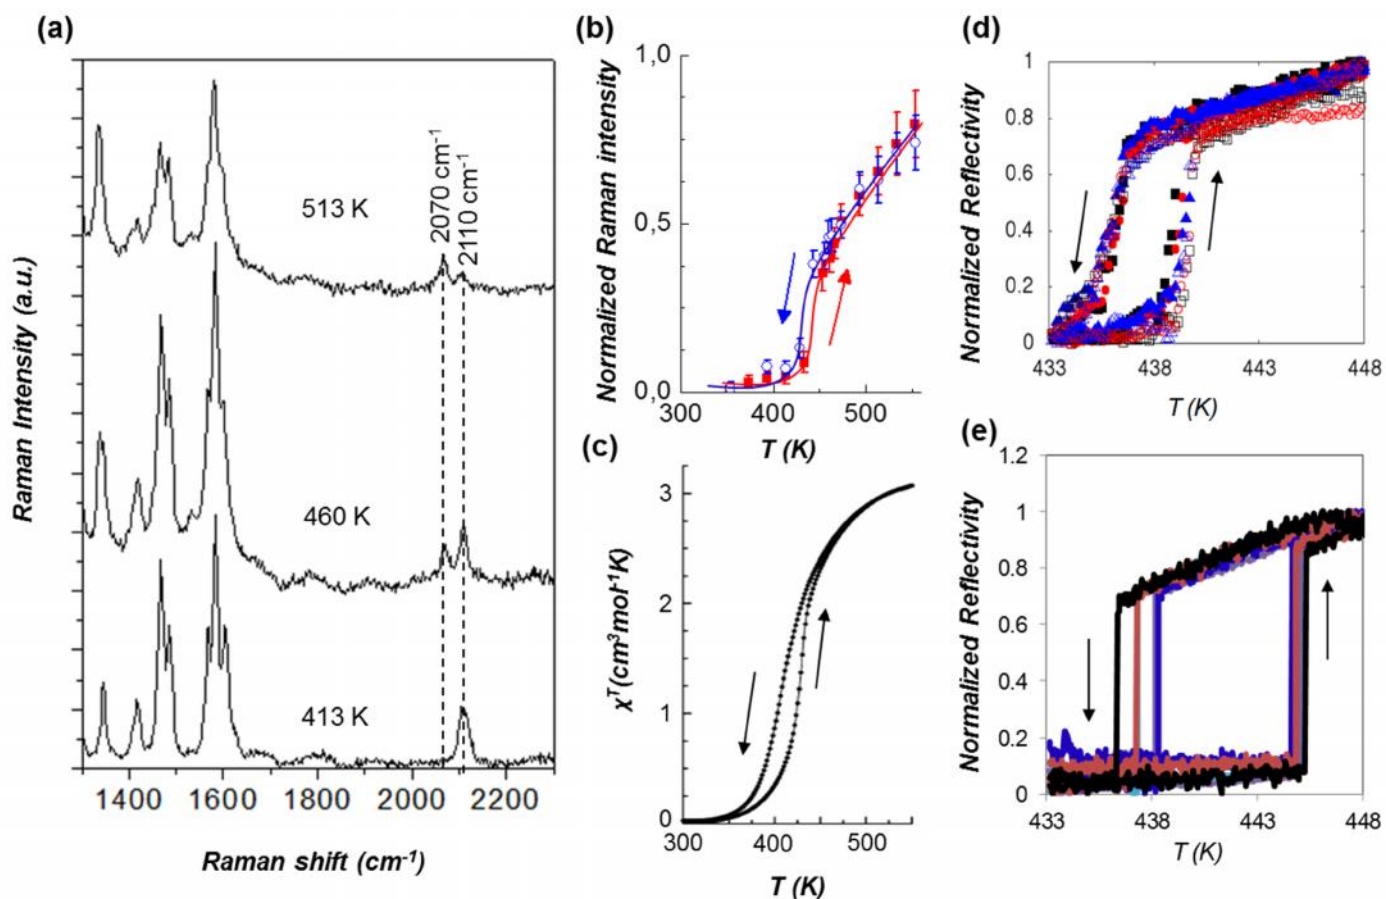 (a)
Raman Intensity (a.u.)
513 K
460 K
413 K
2070 cm⁻¹
2110 cm⁻¹
1400 1600 1800 2000 2200
Raman shift (cm⁻¹)
(b)
Normalized Raman intensity
1,0
0,5
0,0
300 400 500
T (K)
(c)
χT(cm³mol⁻¹K)
3
2
1
0
300 400 500
T (K)
(d)
Normalized Reflectivity
1
0.8
0.6
0.4
0.2
0
433 438 443 448
T (K)
(e)
Normalized Reflectivity
1.2
1
0.8
0.6
0.4
0.2
0
433 438 443 448
T (K)